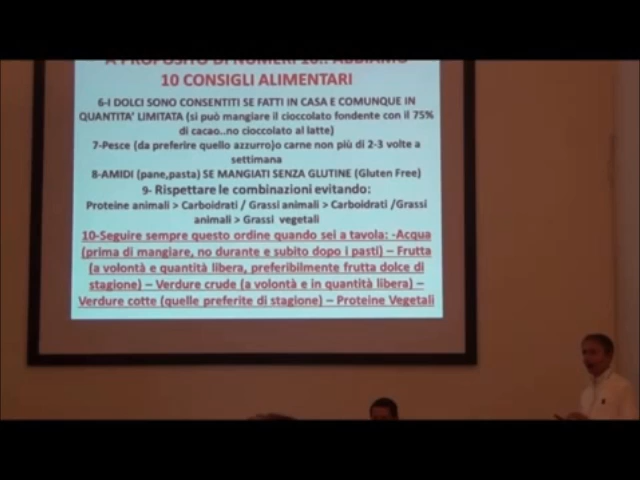 A PROPOSITO DI NUMERI 10.. ABBIAMO
10 CONSIGLI ALIMENTARI
6-I DOLCI SONO CONSENTITI SE FATTI IN CASA E COMUNQUE IN
QUANTITA' LIMITATA (si può mangiare il cioccolato fondente con il 75%
di cacao..no cioccolato al latte)
7-Pesce (da preferire quello azzurro)o carne non più di 2-3 volte a
settimana
8-AMIDI (pane,pasta) SE MANGIATI SENZA GLUTINE (Gluten Free)
9- Rispettare le combinazioni evitando:
Proteine animali > Carboidrati / Grassi animali > Carboidrati /Grassi
animali > Grassi vegetali
10-Seguire sempre questo ordine quando sei a tavola: -Acqua
(prima di mangiare, no durante e subito dopo i pasti) – Frutta
(a volontà e quantità libera, preferibilmente frutta dolce di
stagione) – Verdure crude (a volontà e in quantità libera) –
Verdure cotte (quelle preferite di stagione) – Proteine Vegetali